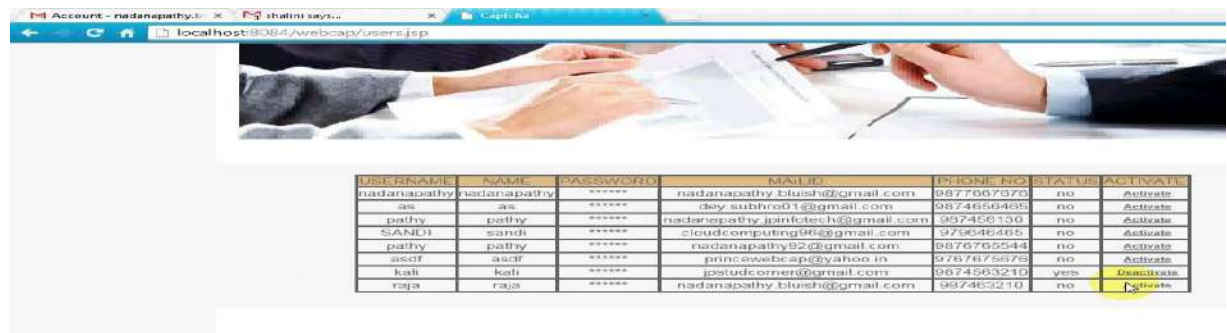 Account - nadanapathy.b × shalini says... × Captcha
localhost:8084/webcap/users.jsp
USERNAME NAME PASSWORD MAILID PHONE NO STATUS ACTIVATE
nadanapathy nadanapathy ****** nadanapathy.bluish@gmail.com 9877667676 no Activate
as as ****** dey.subhro01@gmail.com 9874656465 no Activate
pathy pathy ****** nadanapathy.jpinfotech@gmail.com 987456130 no Activate
SANDI sandi ****** cloudcomputing96@gmail.com 979646465 no Activate
pathy pathy ****** nadanapathy92@gmail.com 9876765544 no Activate
asdf asdf ****** princewebcap@yahoo.in 9767675676 no Activate
kali kali ****** jpstudcorner@gmail.com 9874563210 yes Deactivate
raja raja ****** nadanapathy.bluish@gmail.com 987463210 no Activate